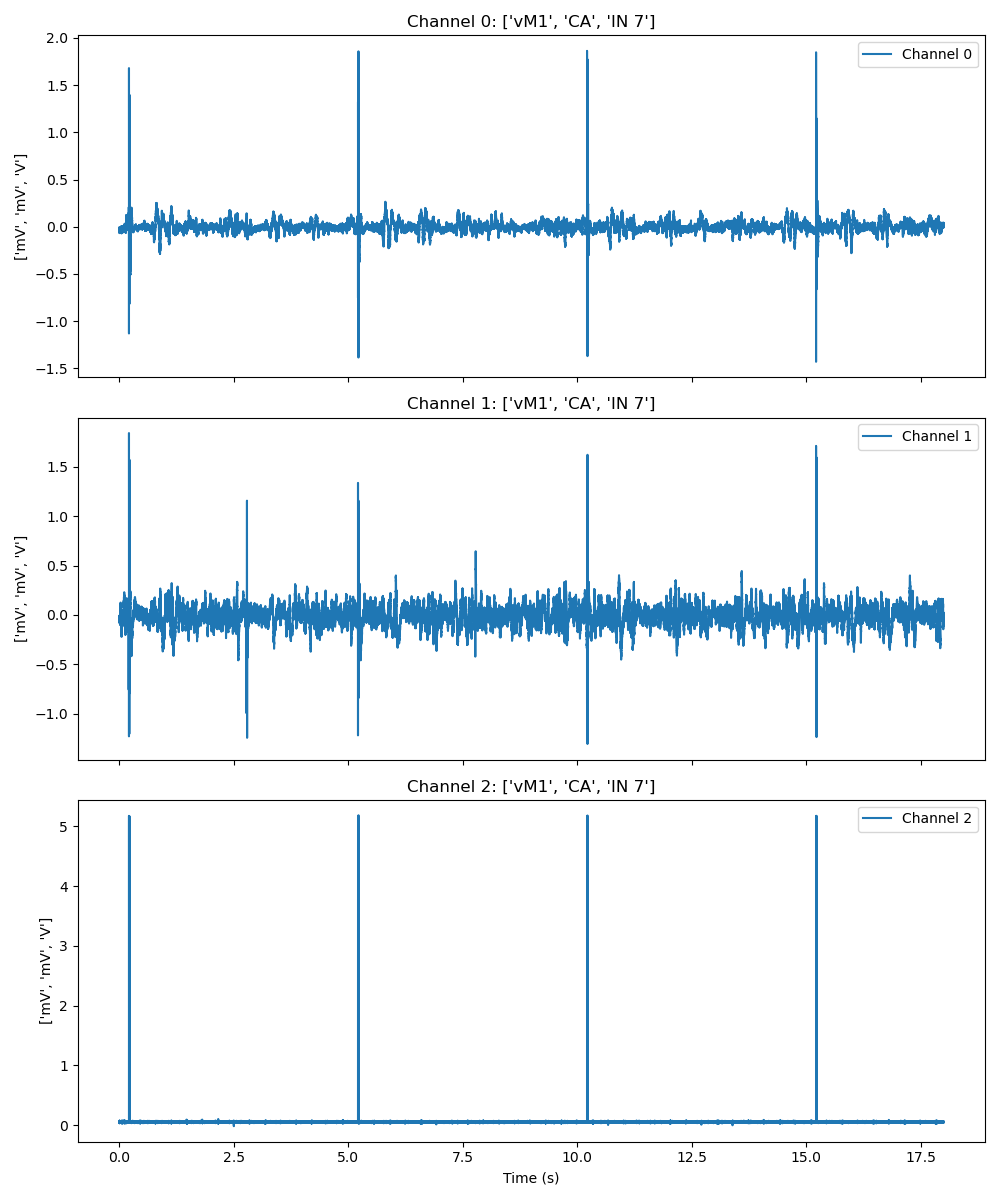 Channel 0: ['vM1', 'CA', 'IN 7']
Channel 0
['mV', 'mV', 'V']
2.0
1.5
1.0
0.5
0.0
−0.5
−1.0
−1.5
Channel 1: ['vM1', 'CA', 'IN 7']
Channel 1
['mV', 'mV', 'V']
1.5
1.0
0.5
0.0
−0.5
−1.0
Channel 2: ['vM1', 'CA', 'IN 7']
Channel 2
['mV', 'mV', 'V']
5
4
3
2
1
0
0.0 2.5 5.0 7.5 10.0 12.5 15.0 17.5
Time (s)